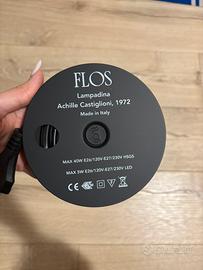 FLOS
Lampadina
Achille Castiglioni, 1972
Made in Italy
MAX 40W E26/120V-E27/230V HSGS
MAX 5W E26/120V-E27/230V LED